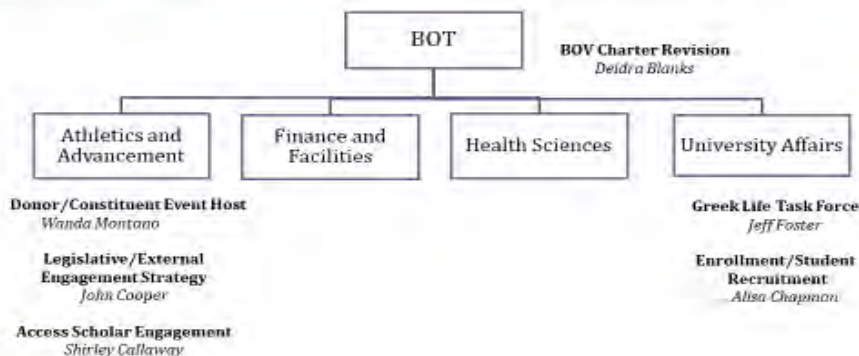 BOT
BOV Charter Revision
Deidra Blanks
Athletics and
Advancement
Finance and
Facilities
Health Sciences
University Affairs
Donor/Constituent Event Host
Wanda Montano
Legislative/External
Engagement Strategy
John Cooper
Access Scholar Engagement
Shirley Callaway
Greek Life Task Force
Jeff Foster
Enrollment/Student
Recruitment
Alisa Chapman